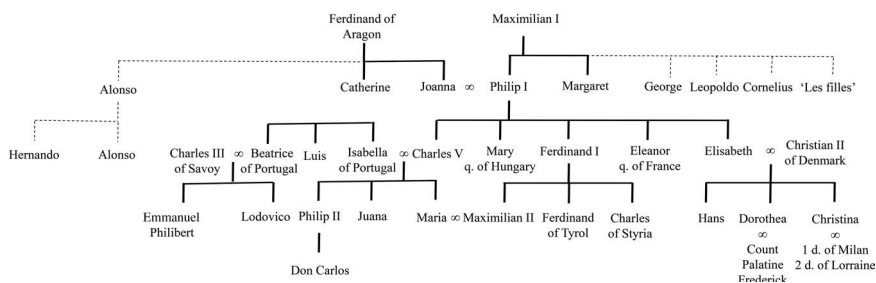 Ferdinand of Aragon
Maximilian I
Alonso
Catherine
Joanna ∞ Philip I
Margaret
George
Leopoldo
Cornelius
‘Les filles’
Hernando
Alonso
Charles III of Savoy ∞ Beatrice of Portugal
Luis
Isabella of Portugal ∞ Charles V
Mary q. of Hungary
Ferdinand I
Eleanor q. of France
Elisabeth ∞ Christian II of Denmark
Emmanuel Philibert
Lodovico
Philip II
Juana
Maria ∞ Maximilian II
Ferdinand of Tyrol
Charles of Styria
Hans
Dorothea ∞ Count Palatine Frederick
Christina ∞ 1 d. of Milan 2 d. of Lorraine
Don Carlos